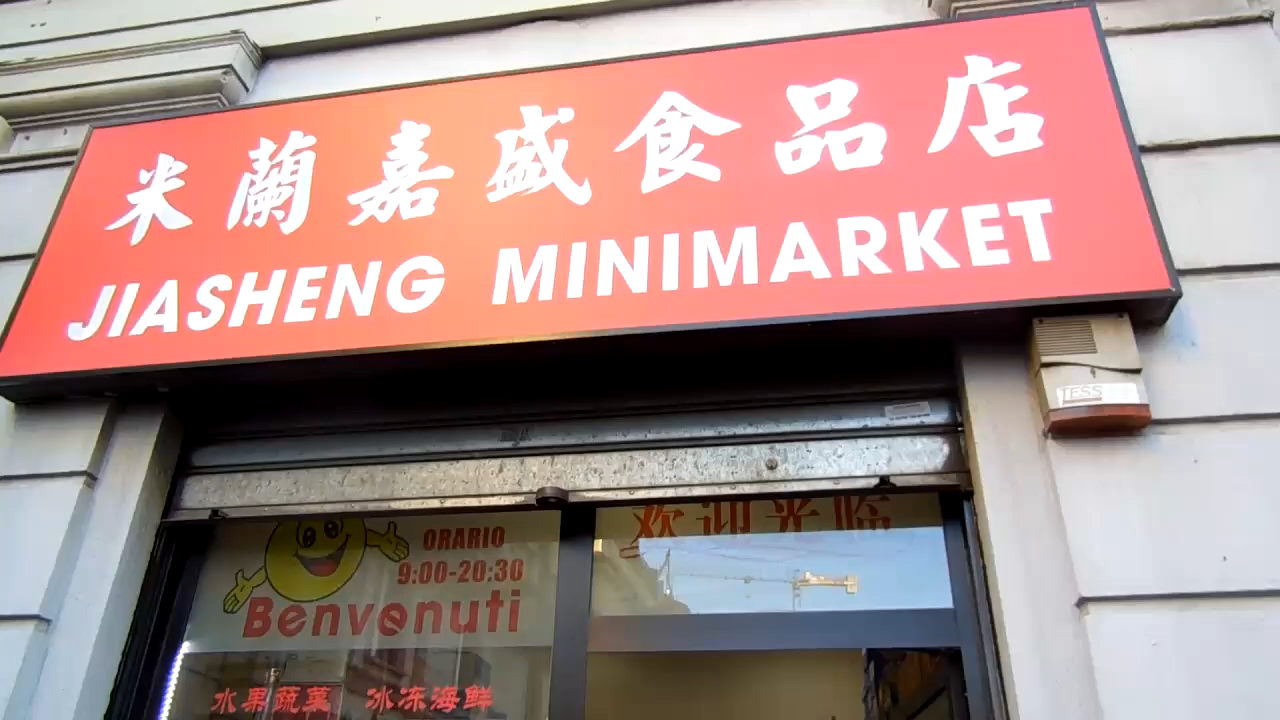 米蘭嘉盛食品店
JIASHENG MINIMARKET
TESS
ORARIO
9:00-20:30
Benvenuti
欢迎光临
水果蔬菜 冰冻海鲜